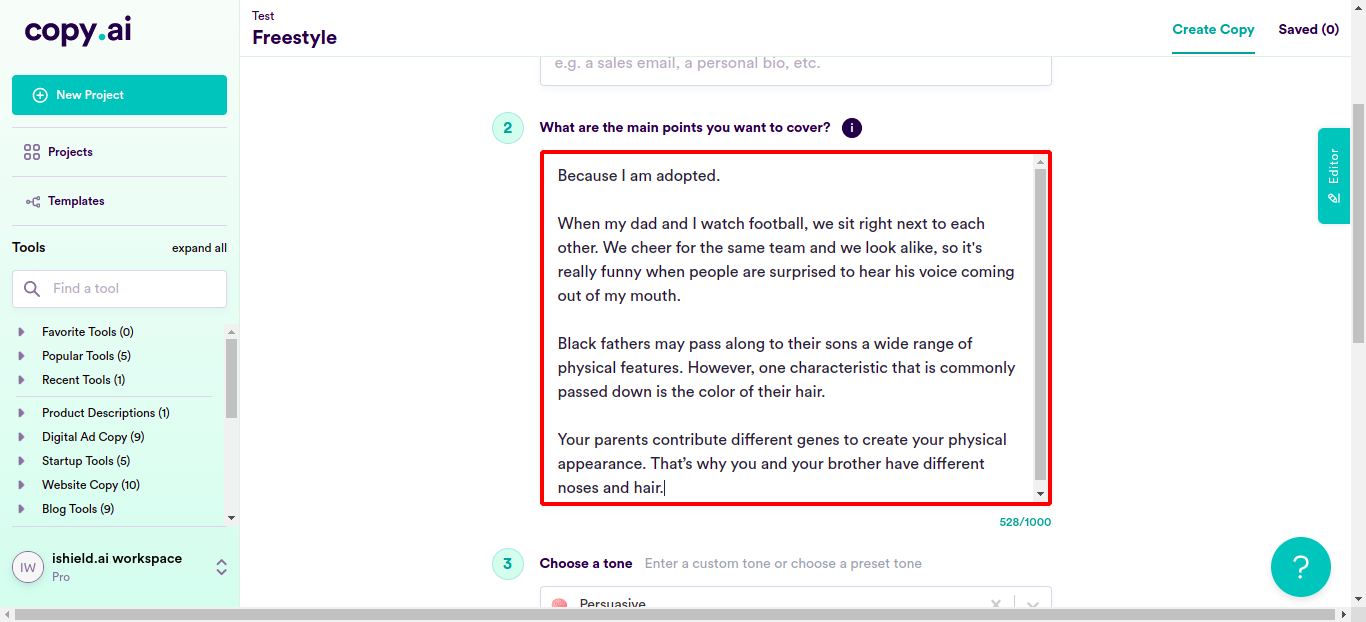 copy.ai
New Project
Projects
Templates
Tools
expand all
Find a tool
Favorite Tools (0)
Popular Tools (5)
Recent Tools (1)
Product Descriptions (1)
Digital Ad Copy (9)
Startup Tools (5)
Website Copy (10)
Blog Tools (9)
IW
ishield.ai workspace
Pro
Test
Freestyle
Create Copy
Saved (0)
e.g. a sales email, a personal bio, etc.
2
What are the main points you want to cover?
i
Because I am adopted.
When my dad and I watch football, we sit right next to each
other. We cheer for the same team and we look alike, so it's
really funny when people are surprised to hear his voice coming
out of my mouth.
Black fathers may pass along to their sons a wide range of
physical features. However, one characteristic that is commonly
passed down is the color of their hair.
Your parents contribute different genes to create your physical
appearance. That’s why you and your brother have different
noses and hair.
528/1000
3
Choose a tone
Enter a custom tone or choose a preset tone
Persuasive
Editor
?